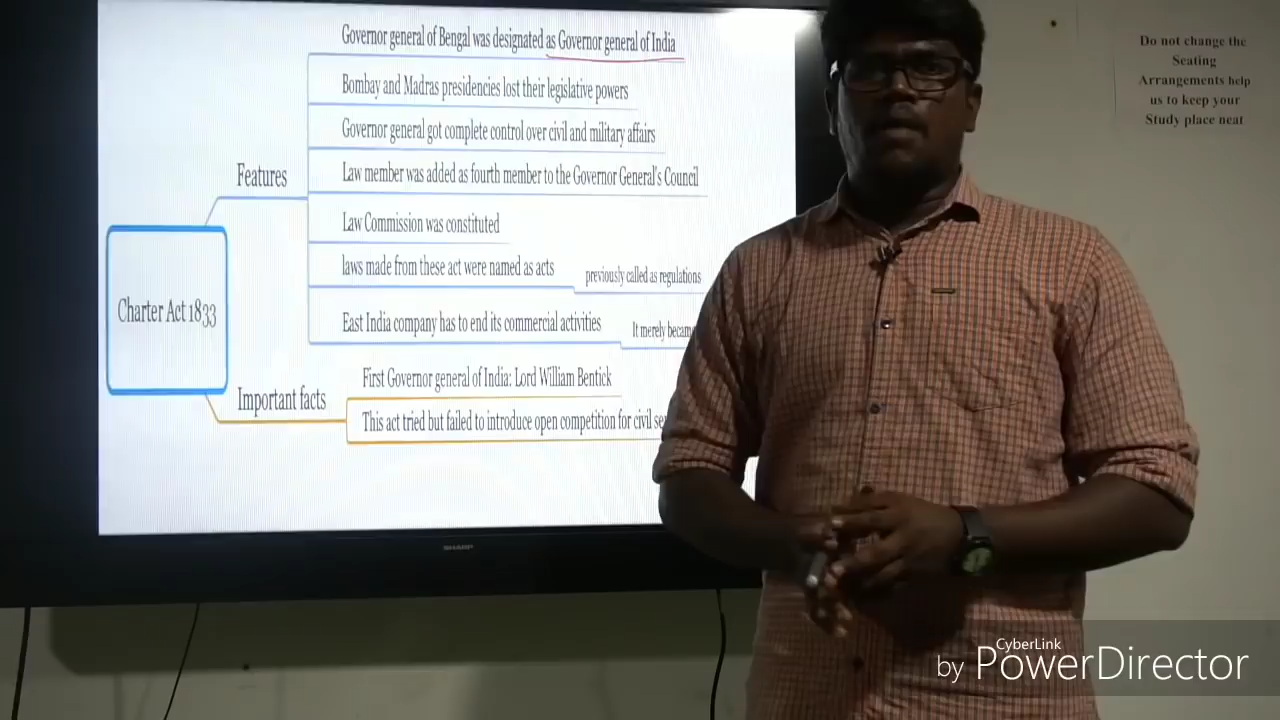 Governor general of Bengal was designated as Governor general of India
Bombay and Madras presidencies lost their legislative powers
Governor general got complete control over civil and military affairs
Features
Law member was added as fourth member to the Governor General's Council
Law Commission was constituted
laws made from these act were named as acts
previously called as regulations
Charter Act 1833
East India company has to end its commercial activities
It merely became
First Governor general of India: Lord William Bentick
Important facts
This act tried but failed to introduce open competition for civil
SHARP
Do not change the
Seating
Arrangements help
us to keep your
Study place neat
CyberLink
by PowerDirector